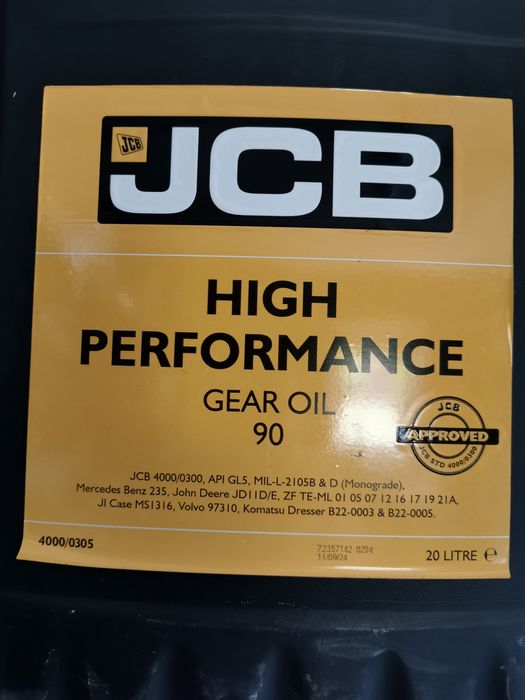 JCB
JCB
HIGH
PERFORMANCE
GEAR OIL
90
JCB
APPROVED
JCB STD 4000/0300
JCB 4000/0300, API GL5, MIL-L-2105B & D (Monograde),
Mercedes Benz 235, John Deere JD11D/E, ZF TE-ML 01 05 07 12 16 17 19 21A,
JI Case MS1316, Volvo 97310, Komatsu Dresser B22-0003 & B22-0005.
4000/0305
72357142 0294
11/09/24
20 LITRE ℮